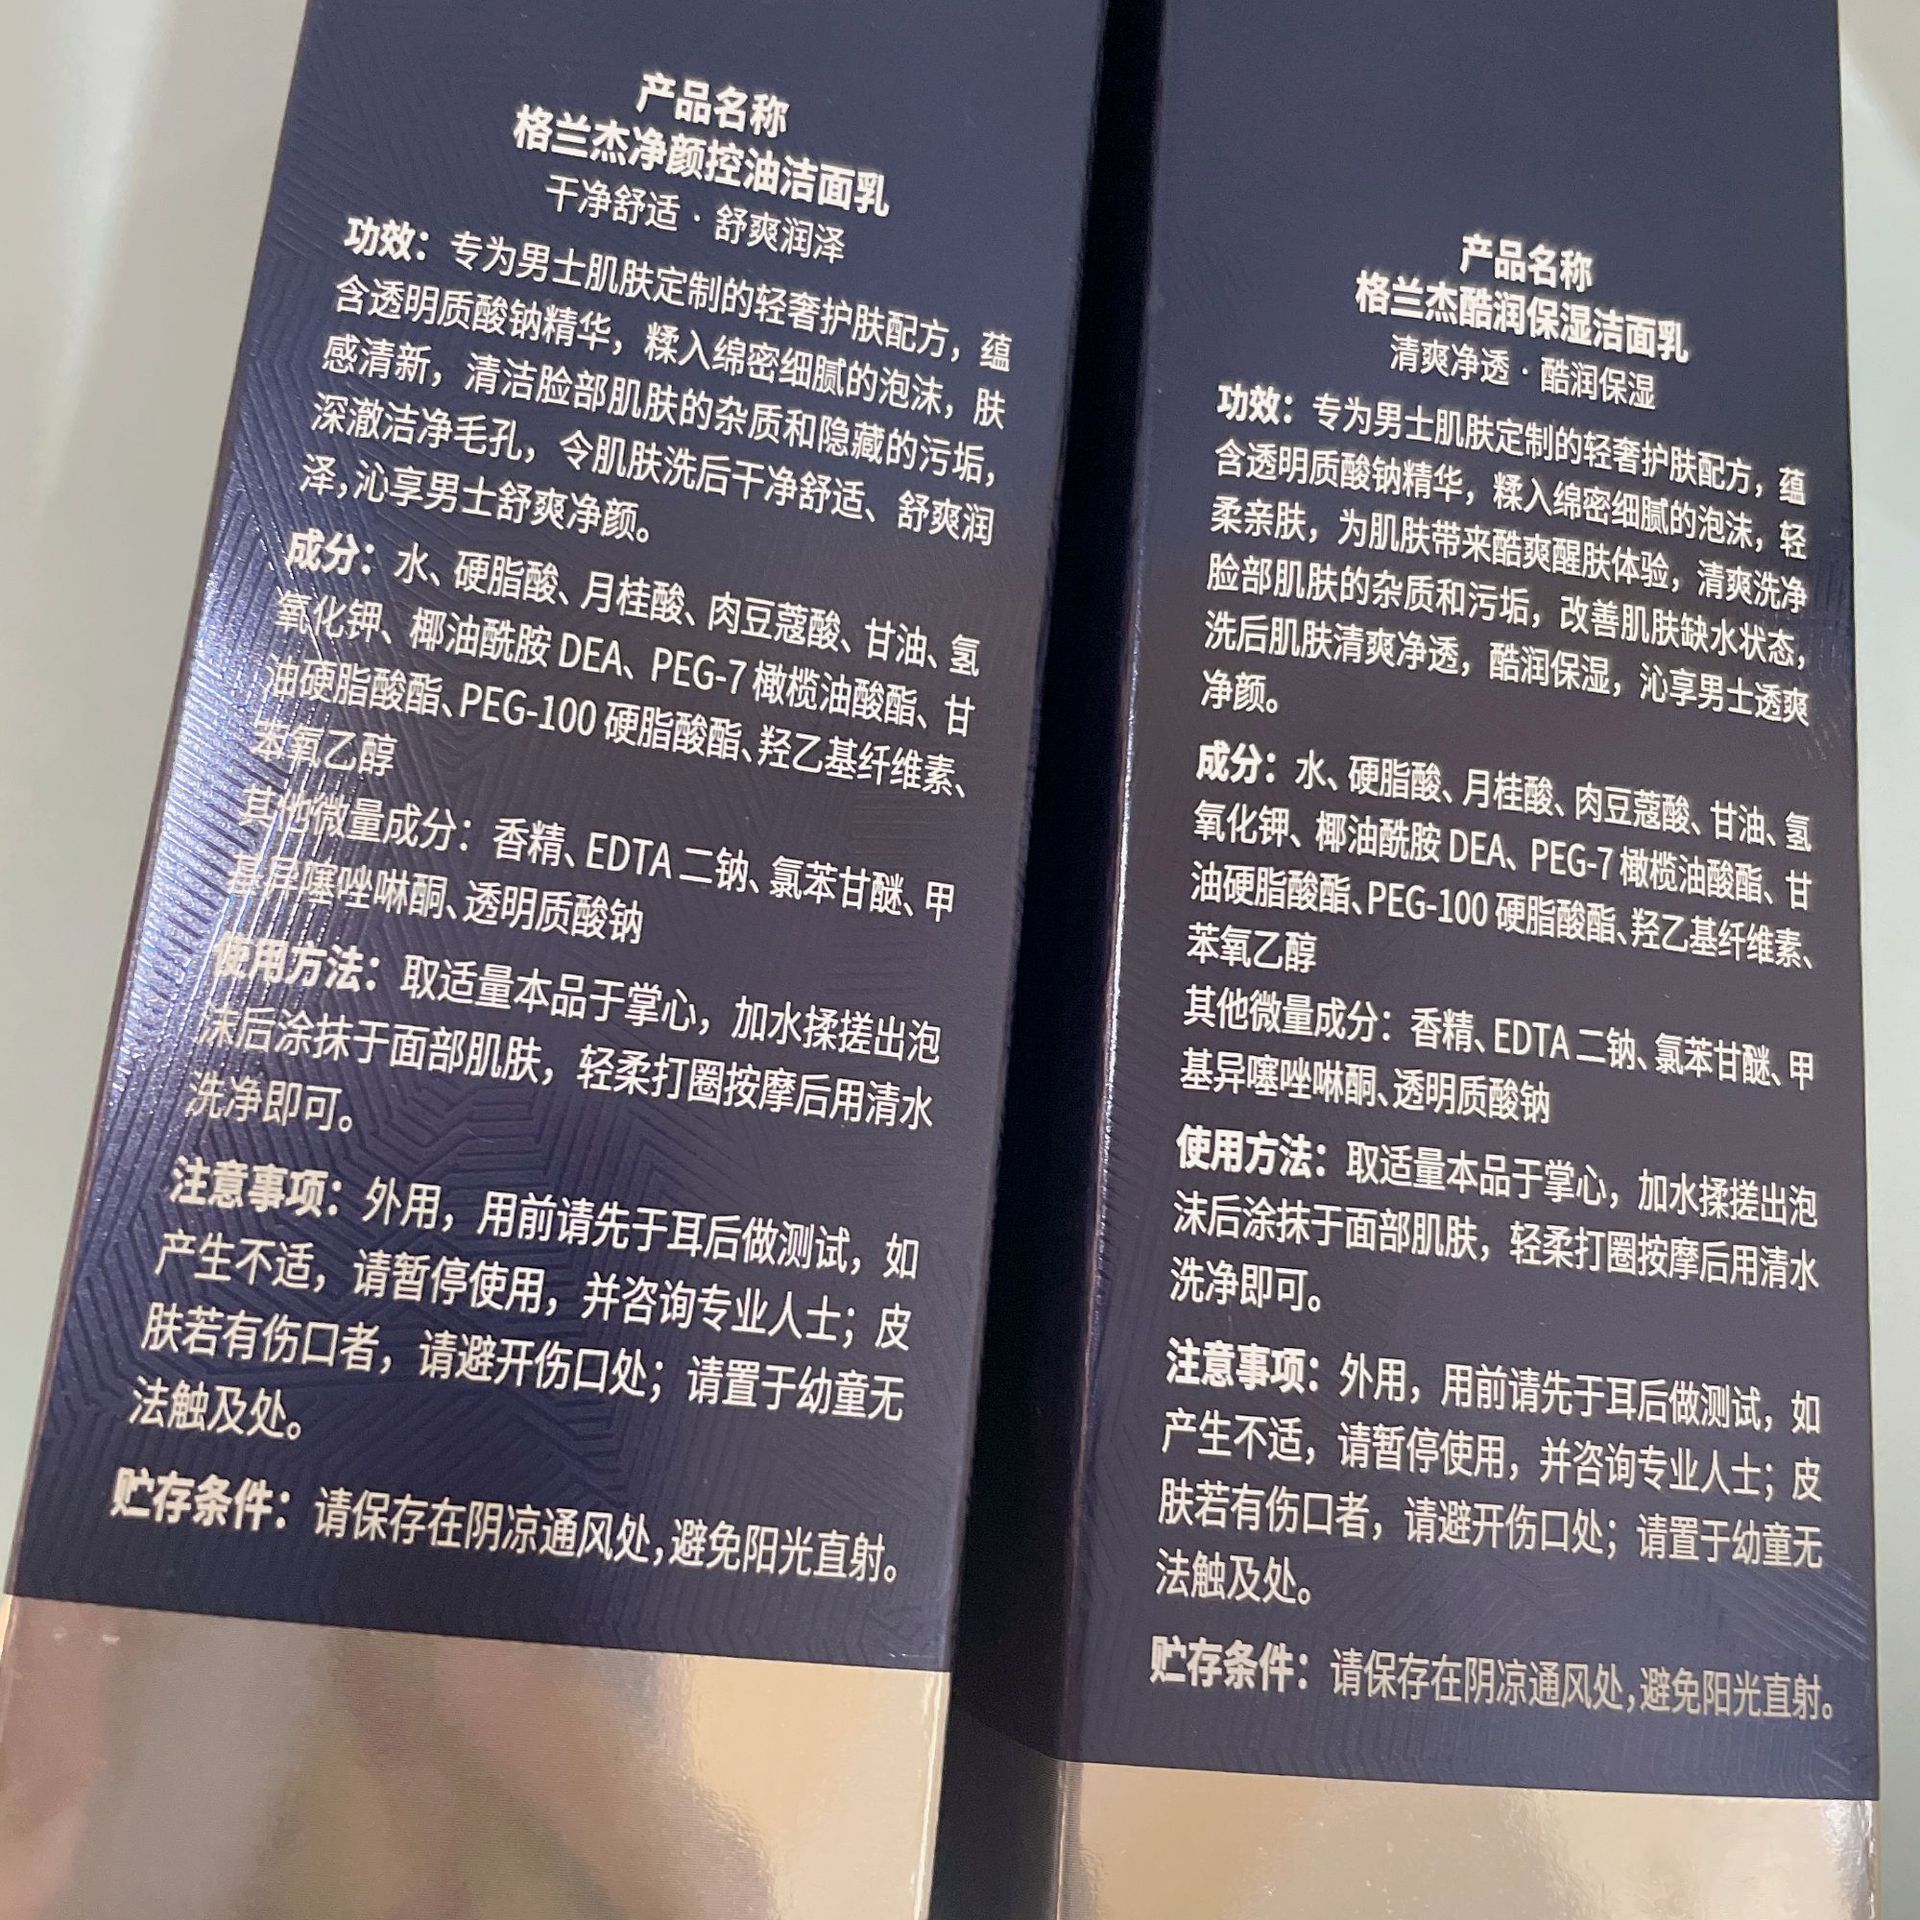 产品名称
格兰杰净颜控油洁面乳
干净舒适·舒爽润泽
功效：专为男士肌肤定制的轻奢护肤配方，蕴
含透明质酸钠精华，糅入绵密细腻的泡沫，肤
感清新，清洁脸部肌肤的杂质和隐藏的污垢，
深澈洁净毛孔，令肌肤洗后干净舒适、舒爽润
泽，沁享男士舒爽净颜。
成分：水、硬脂酸、月桂酸、肉豆蔻酸、甘油、氢
氧化钾、椰油酰胺 DEA、PEG-7 橄榄油酸酯、甘
油硬脂酸酯、PEG-100 硬脂酸酯、羟乙基纤维素、
苯氧乙醇
其他微量成分：香精、EDTA 二钠、氯苯甘醚、甲
基异噻唑啉酮、透明质酸钠
使用方法：取适量本品于掌心，加水揉搓出泡
沫后涂抹于面部肌肤，轻柔打圈按摩后用清水
洗净即可。
注意事项：外用，用前请先于耳后做测试，如
产生不适，请暂停使用，并咨询专业人士；皮
肤若有伤口者，请避开伤口处；请置于幼童无
法触及处。
贮存条件：请保存在阴凉通风处，避免阳光直射。
产品名称
格兰杰酷润保湿洁面乳
清爽净透·酷润保湿
功效：专为男士肌肤定制的轻奢护肤配方，蕴
含透明质酸钠精华，糅入绵密细腻的泡沫，轻
柔亲肤，为肌肤带来酷爽醒肤体验，清爽洗净
脸部肌肤的杂质和污垢，改善肌肤缺水状态，
洗后肌肤清爽净透，酷润保湿，沁享男士透爽
净颜。
成分：水、硬脂酸、月桂酸、肉豆蔻酸、甘油、氢
氧化钾、椰油酰胺 DEA、PEG-7 橄榄油酸酯、甘
油硬脂酸酯、PEG-100 硬脂酸酯、羟乙基纤维素、
苯氧乙醇
其他微量成分：香精、EDTA 二钠、氯苯甘醚、甲
基异噻唑啉酮、透明质酸钠
使用方法：取适量本品于掌心，加水揉搓出泡
沫后涂抹于面部肌肤，轻柔打圈按摩后用清水
洗净即可。
注意事项：外用，用前请先于耳后做测试，如
产生不适，请暂停使用，并咨询专业人士；皮
肤若有伤口者，请避开伤口处；请置于幼童无
法触及处。
贮存条件：请保存在阴凉通风处，避免阳光直射。